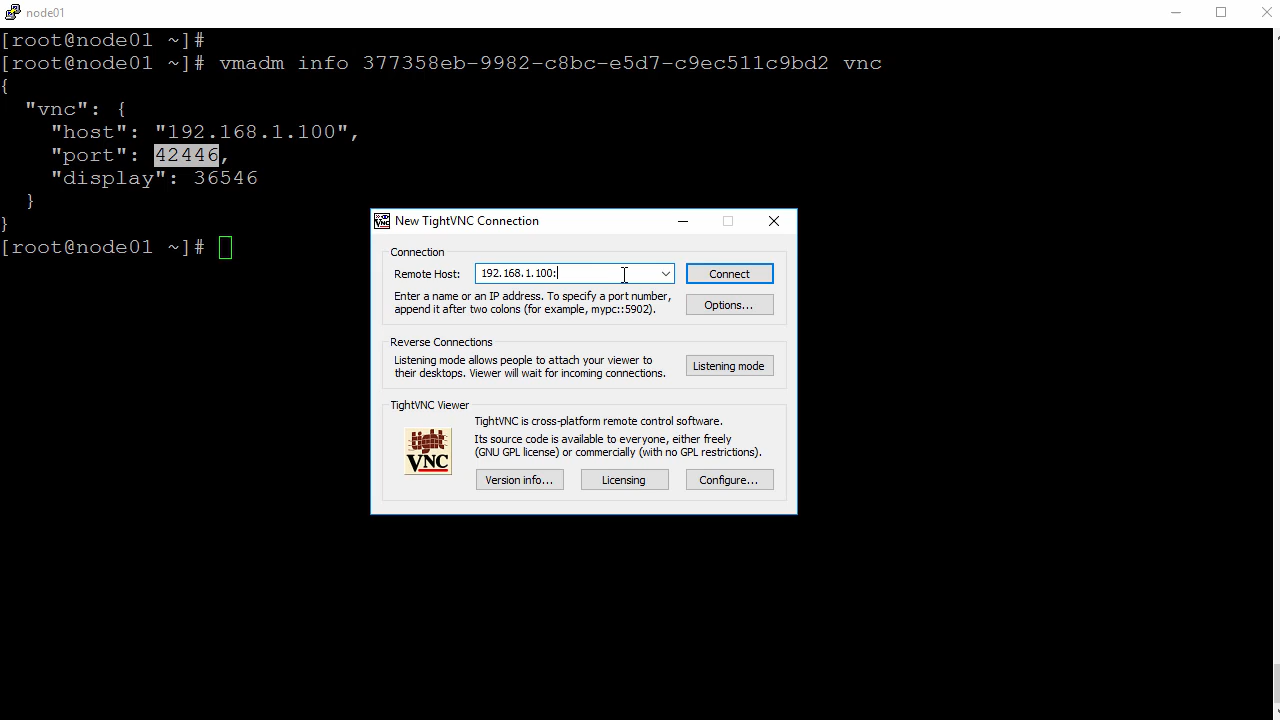 node01
[root@node01 ~]#
[root@node01 ~]# vmadm info 377358eb-9982-c8bc-e5d7-c9ec511c9bd2 vnc
{
"vnc": {
"host": "192.168.1.100",
"port": 42446,
"display": 36546
}
}
[root@node01 ~]#
New TightVNC Connection
Connection
Remote Host: 192.168.1.100: Connect
Enter a name or an IP address. To specify a port number,
append it after two colons (for example, mypc::5902).
Options...
Reverse Connections
Listening mode allows people to attach your viewer to
their desktops. Viewer will wait for incoming connections.
Listening mode
TightVNC Viewer
TightVNC is cross-platform remote control software.
Its source code is available to everyone, either freely
(GNU GPL license) or commercially (with no GPL restrictions).
tight
VNC
Version info... Licensing Configure...